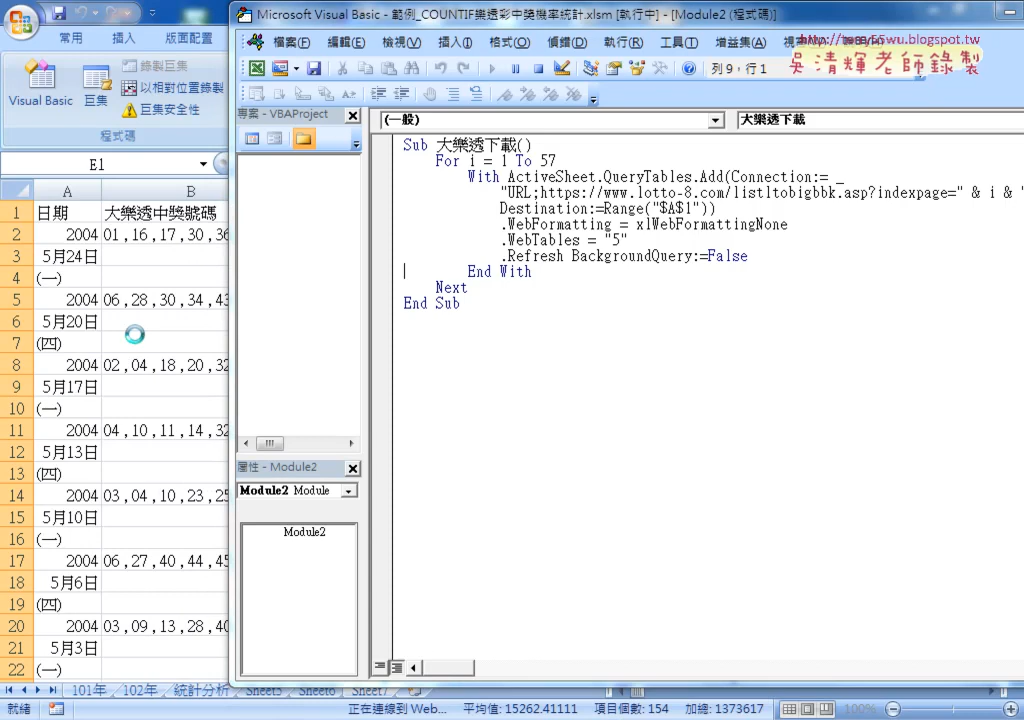 Microsoft Visual Basic - 範例_COUNTIF樂透彩中獎機率統計.xlsm [執行中] - [Module2 (程式碼)]
常用 插入 版面配置
檔案(F) 編輯(E) 檢視(V) 插入(I) 格式(O) 偵錯(D) 執行(R) 工具(T) 增益集(A)
吳清輝老師錄製
列 9，行 1
Visual Basic 巨集
錄製巨集
以相對位置錄製
巨集安全性
程式碼
E1
專案 - VBAProject
(一般) 大樂透下載
A B
1 日期 大樂透中獎號碼
2 2004 01,16,17,30,36
3 5月24日
4 (一)
5 2004 06,28,30,34,43
6 5月20日
7 (四)
8 2004 02,04,18,20,32
9 5月17日
10 (一)
11 2004 04,10,11,14,32
12 5月13日
13 (四)
14 2004 03,04,10,23,25
15 5月10日
16 (一)
17 2004 06,27,40,44,45
18 5月6日
19 (四)
20 2004 03,09,13,28,40
21 5月3日
22 (一)
Sub 大樂透下載()
For i = 1 To 57
With ActiveSheet.QueryTables.Add(Connection:= _
"URL;https://www.lotto-8.com/listltobigbbk.asp?indexpage=" & i & "
Destination:=Range("$A$1"))
.WebFormatting = xlWebFormattingNone
.WebTables = "5"
.Refresh BackgroundQuery:=False
End With
Next
End Sub
屬性 - Module2
Module2 Module
Module2
101年 102年 統計分析 Sheet5 Sheet6 Sheet7
就緒 正在連線到 Web... 平均值: 15262.41111 項目個數: 154 加總: 1373617 100%